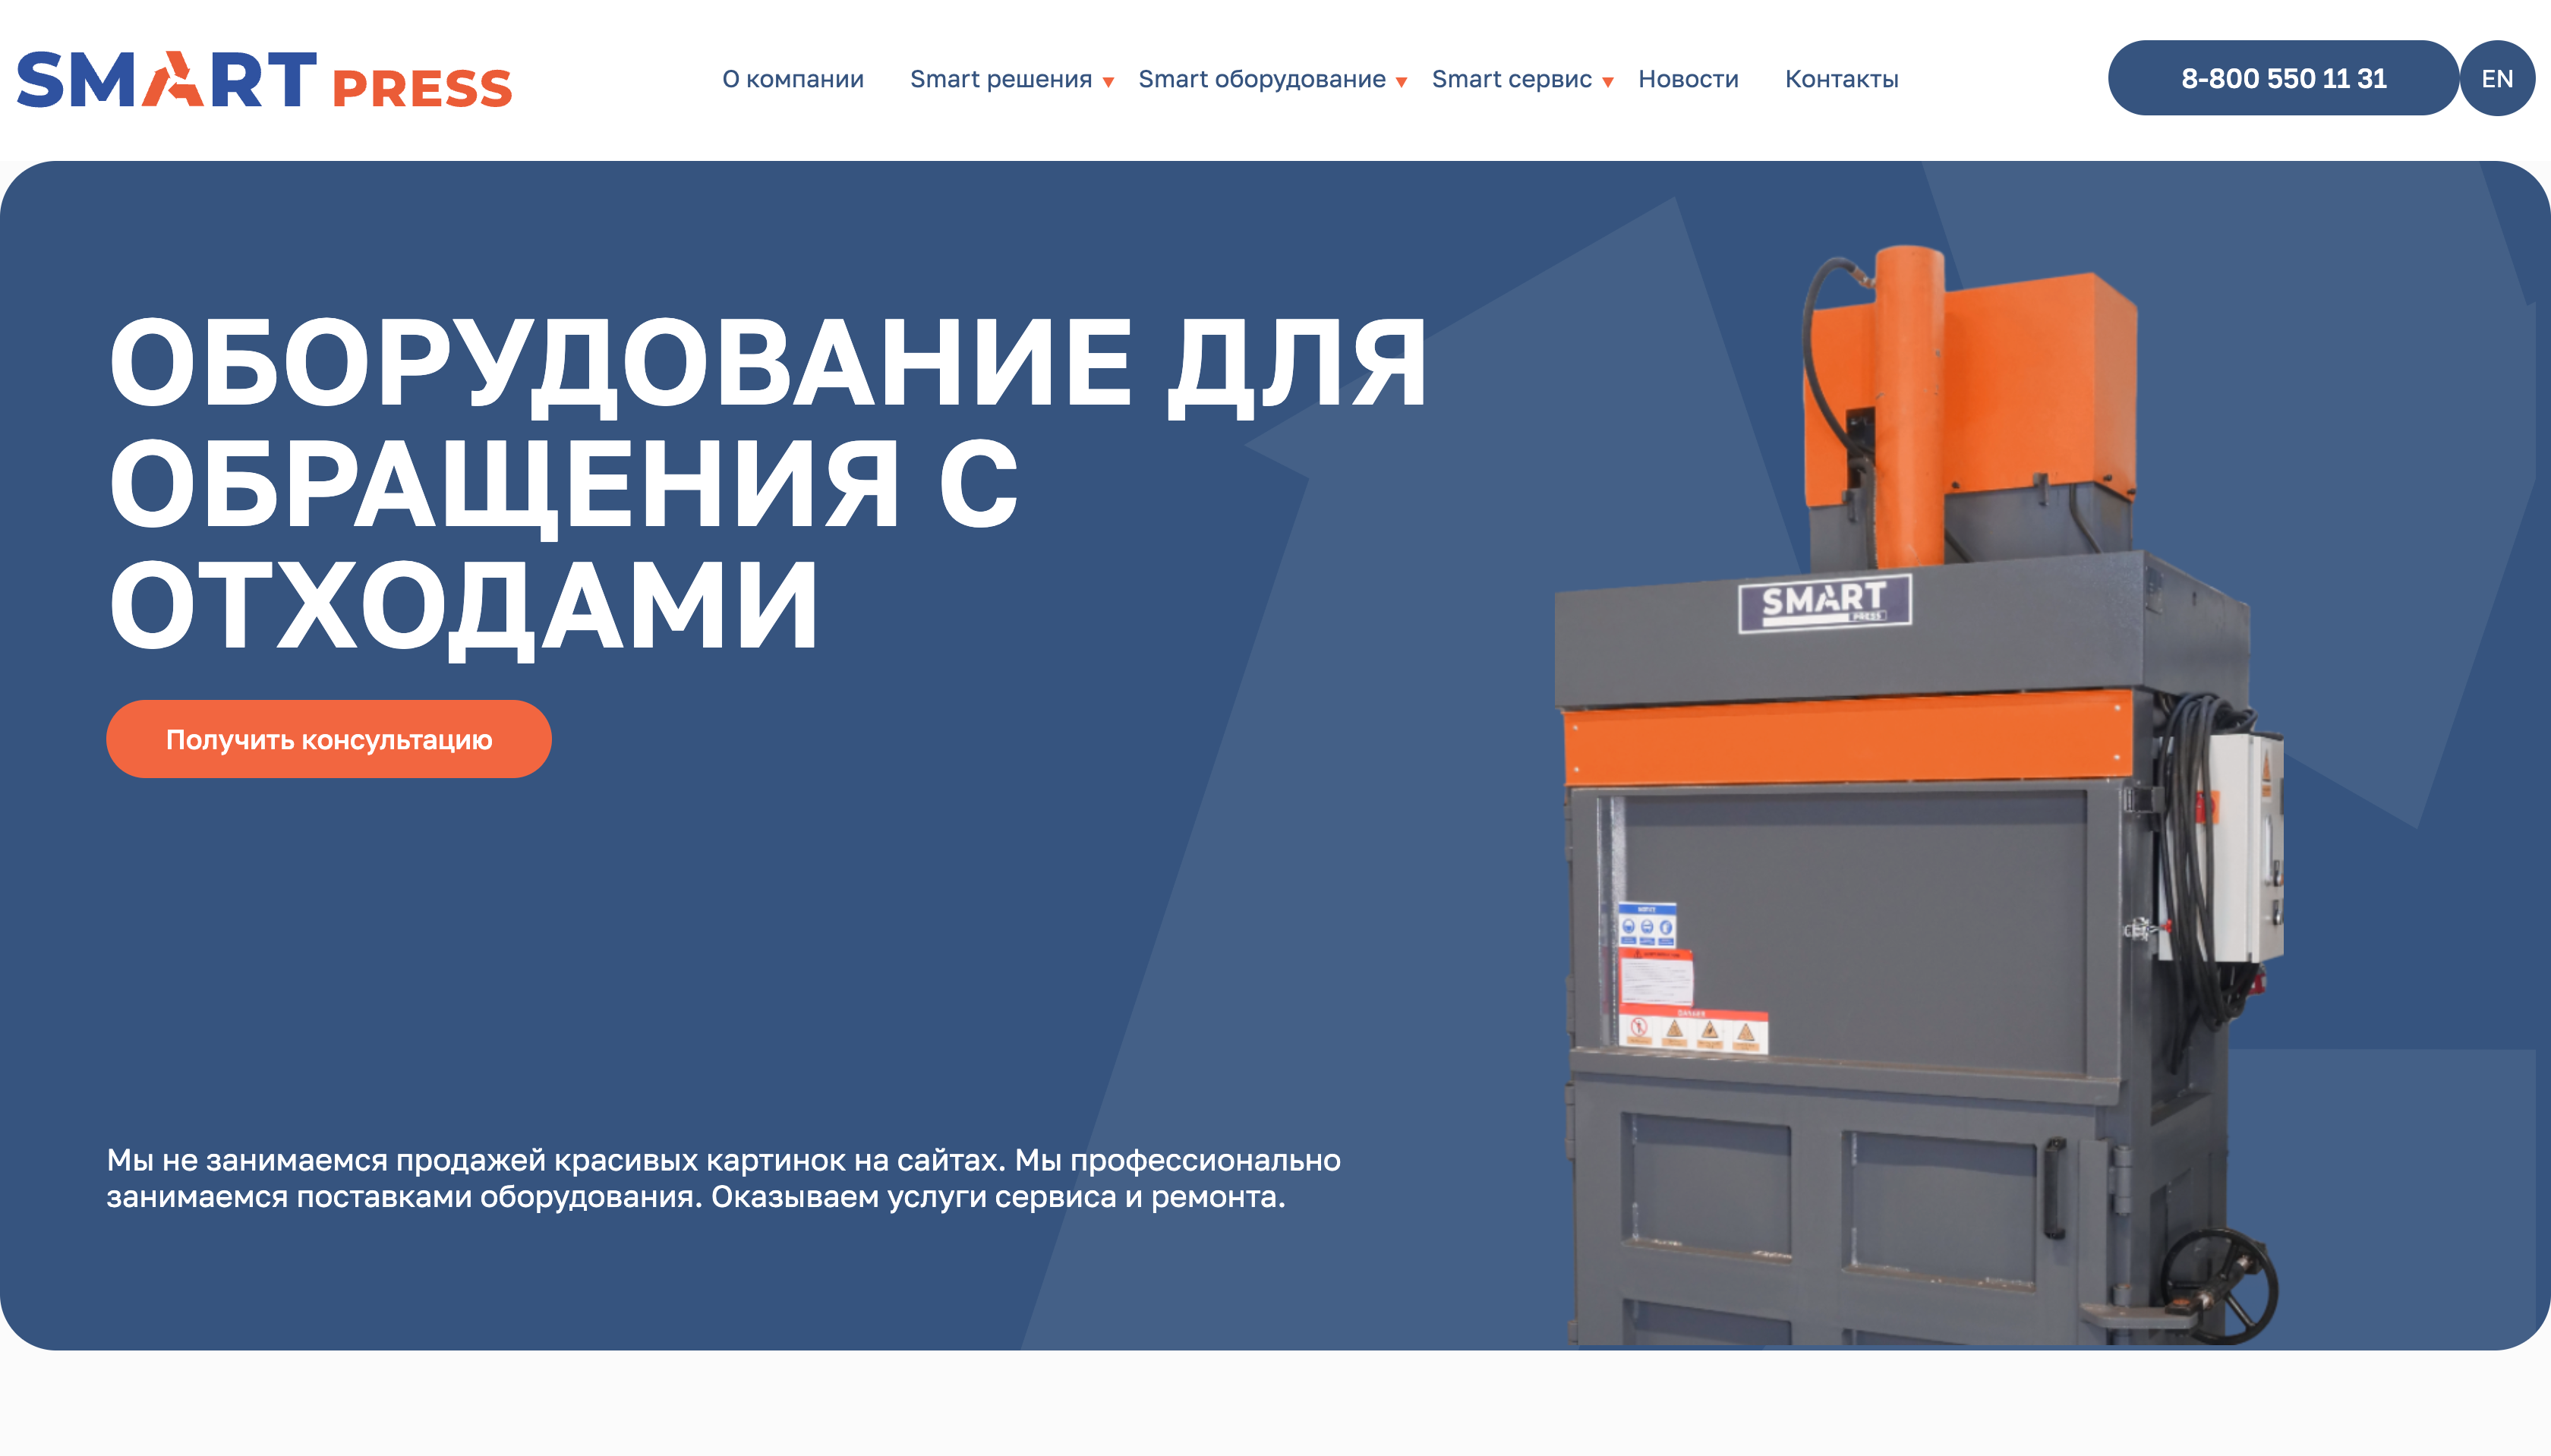 SMART PRESS
О компании
Smart решения
Smart оборудование
Smart сервис
Новости
Контакты
8-800 550 11 31
EN
ОБОРУДОВАНИЕ ДЛЯ
ОБРАЩЕНИЯ С
ОТХОДАМИ
Получить консультацию
SMART
PRESS
DANGER
Мы не занимаемся продажей красивых картинок на сайтах. Мы профессионально
занимаемся поставками оборудования. Оказываем услуги сервиса и ремонта.